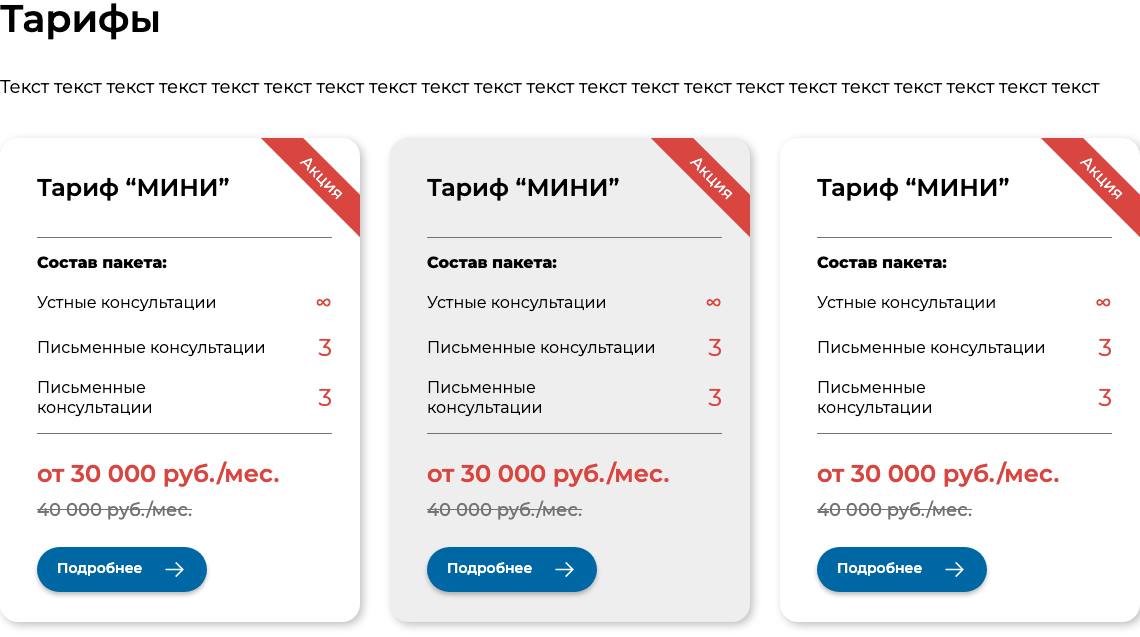 Тарифы
Текст текст текст текст текст текст текст текст текст текст текст текст текст текст текст текст текст текст текст текст текст
Акция
Тариф “МИНИ”
Состав пакета:
Устные консультации ∞
Письменные консультации 3
Письменные
консультации 3
от 30 000 руб./мес.
40 000 руб./мес.
Подробнее →
Акция
Тариф “МИНИ”
Состав пакета:
Устные консультации ∞
Письменные консультации 3
Письменные
консультации 3
от 30 000 руб./мес.
40 000 руб./мес.
Подробнее →
Акция
Тариф “МИНИ”
Состав пакета:
Устные консультации ∞
Письменные консультации 3
Письменные
консультации 3
от 30 000 руб./мес.
40 000 руб./мес.
Подробнее →